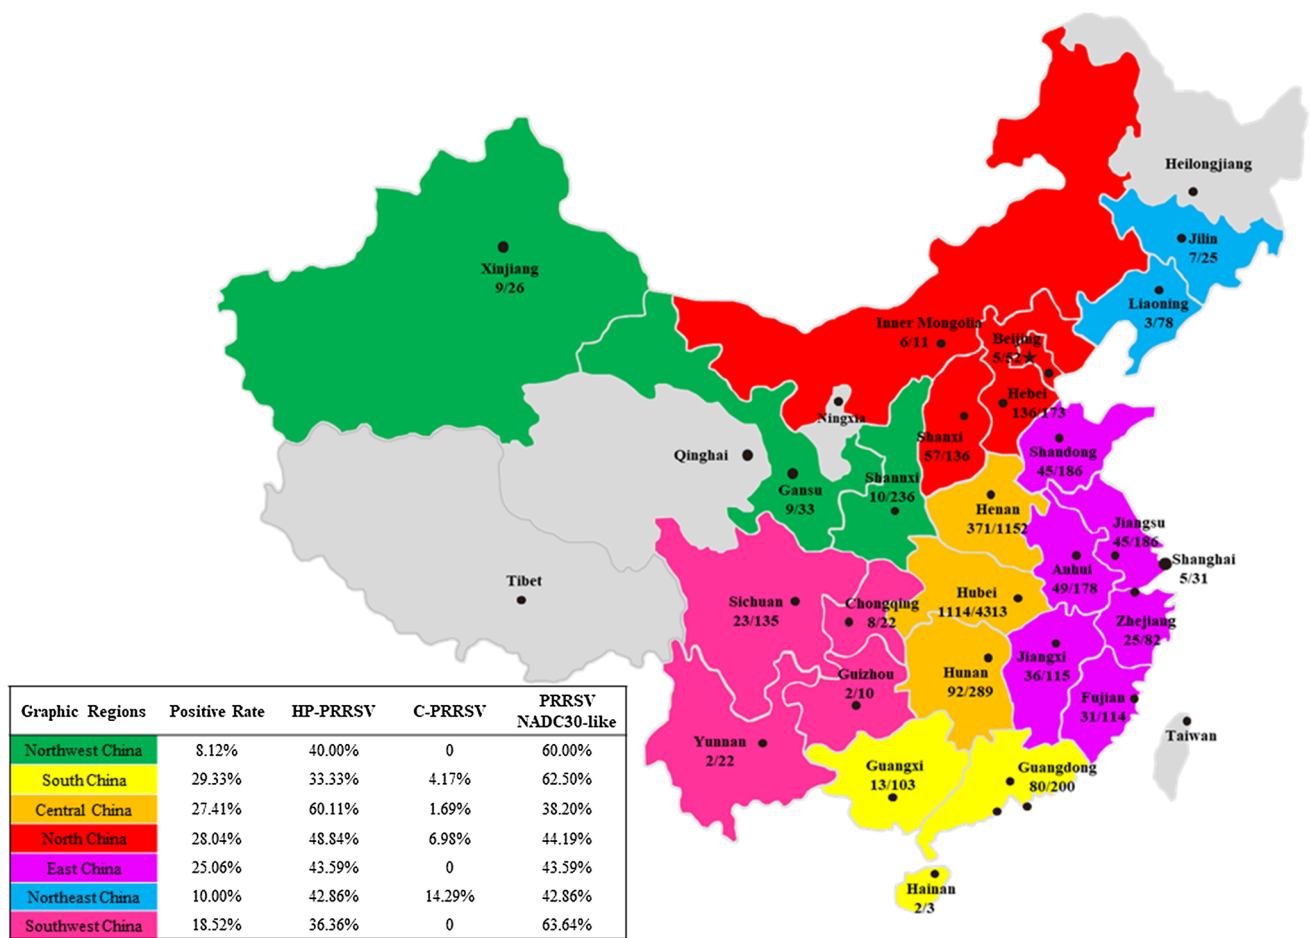 Heilongjiang
Jilin
7/25
Xinjiang
9/26
Liaoning
3/78
Inner Mongolia
6/11
Beijing
5/52
Hebei
136/173
Ningxia
Shanxi
57/136
Qinghai
Shandong
45/186
Gansu
9/33
Shannxi
10/236
Henan
371/1152
Jiangsu
45/186
Shanghai
5/31
Anhui
49/178
Tibet
Sichuan
23/135
Chongqing
8/22
Hubei
1114/4313
Zhejiang
25/82
Jiangxi
36/115
Hunan
92/289
Guizhou
2/10
Fujian
31/114
Taiwan
Yunnan
2/22
Guangxi
13/103
Guangdong
80/200
Hainan
2/3
Graphic Regions Positive Rate HP-PRRSV C-PRRSV PRRSV NADC30-like
Northwest China 8.12% 40.00% 0 60.00%
South China 29.33% 33.33% 4.17% 62.50%
Central China 27.41% 60.11% 1.69% 38.20%
North China 28.04% 48.84% 6.98% 44.19%
East China 25.06% 43.59% 0 43.59%
Northeast China 10.00% 42.86% 14.29% 42.86%
Southwest China 18.52% 36.36% 0 63.64%